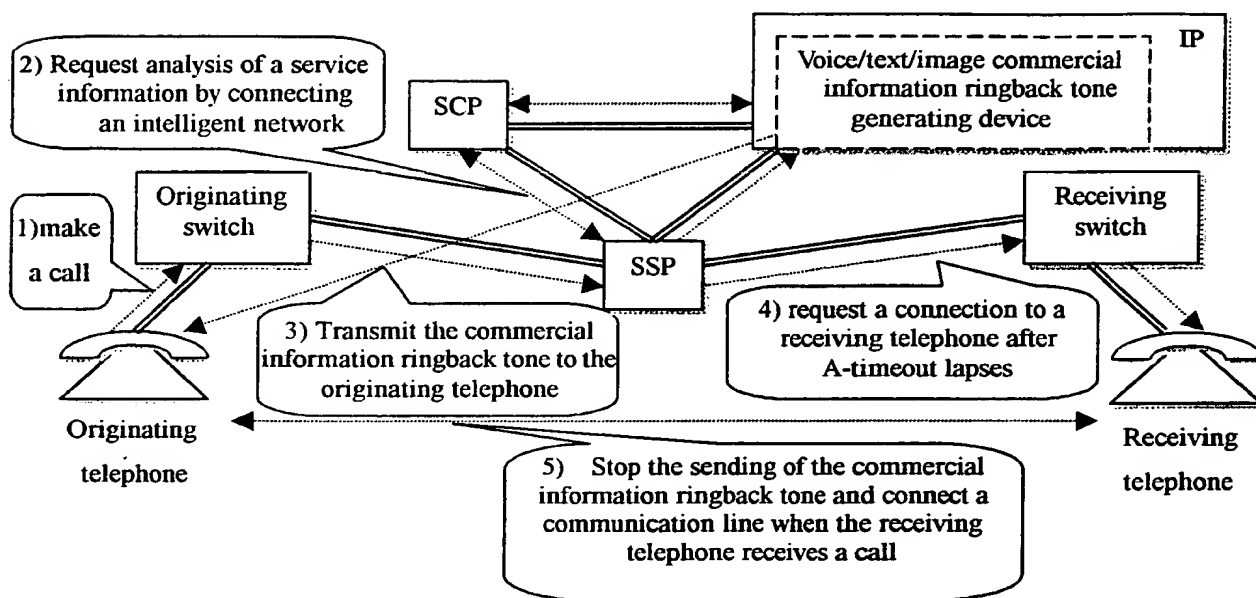 IP
2) Request analysis of a service
information by connecting
an intelligent network
Voice/text/image commercial
information ringback tone
generating device
SCP
Originating
switch
Receiving
switch
1)make
a call
SSP
3) Transmit the commercial
information ringback tone to the
originating telephone
4) request a connection to a
receiving telephone after
A-timeout lapses
Originating
telephone
Receiving
telephone
5) Stop the sending of the commercial
information ringback tone and connect a
communication line when the receiving
telephone receives a call